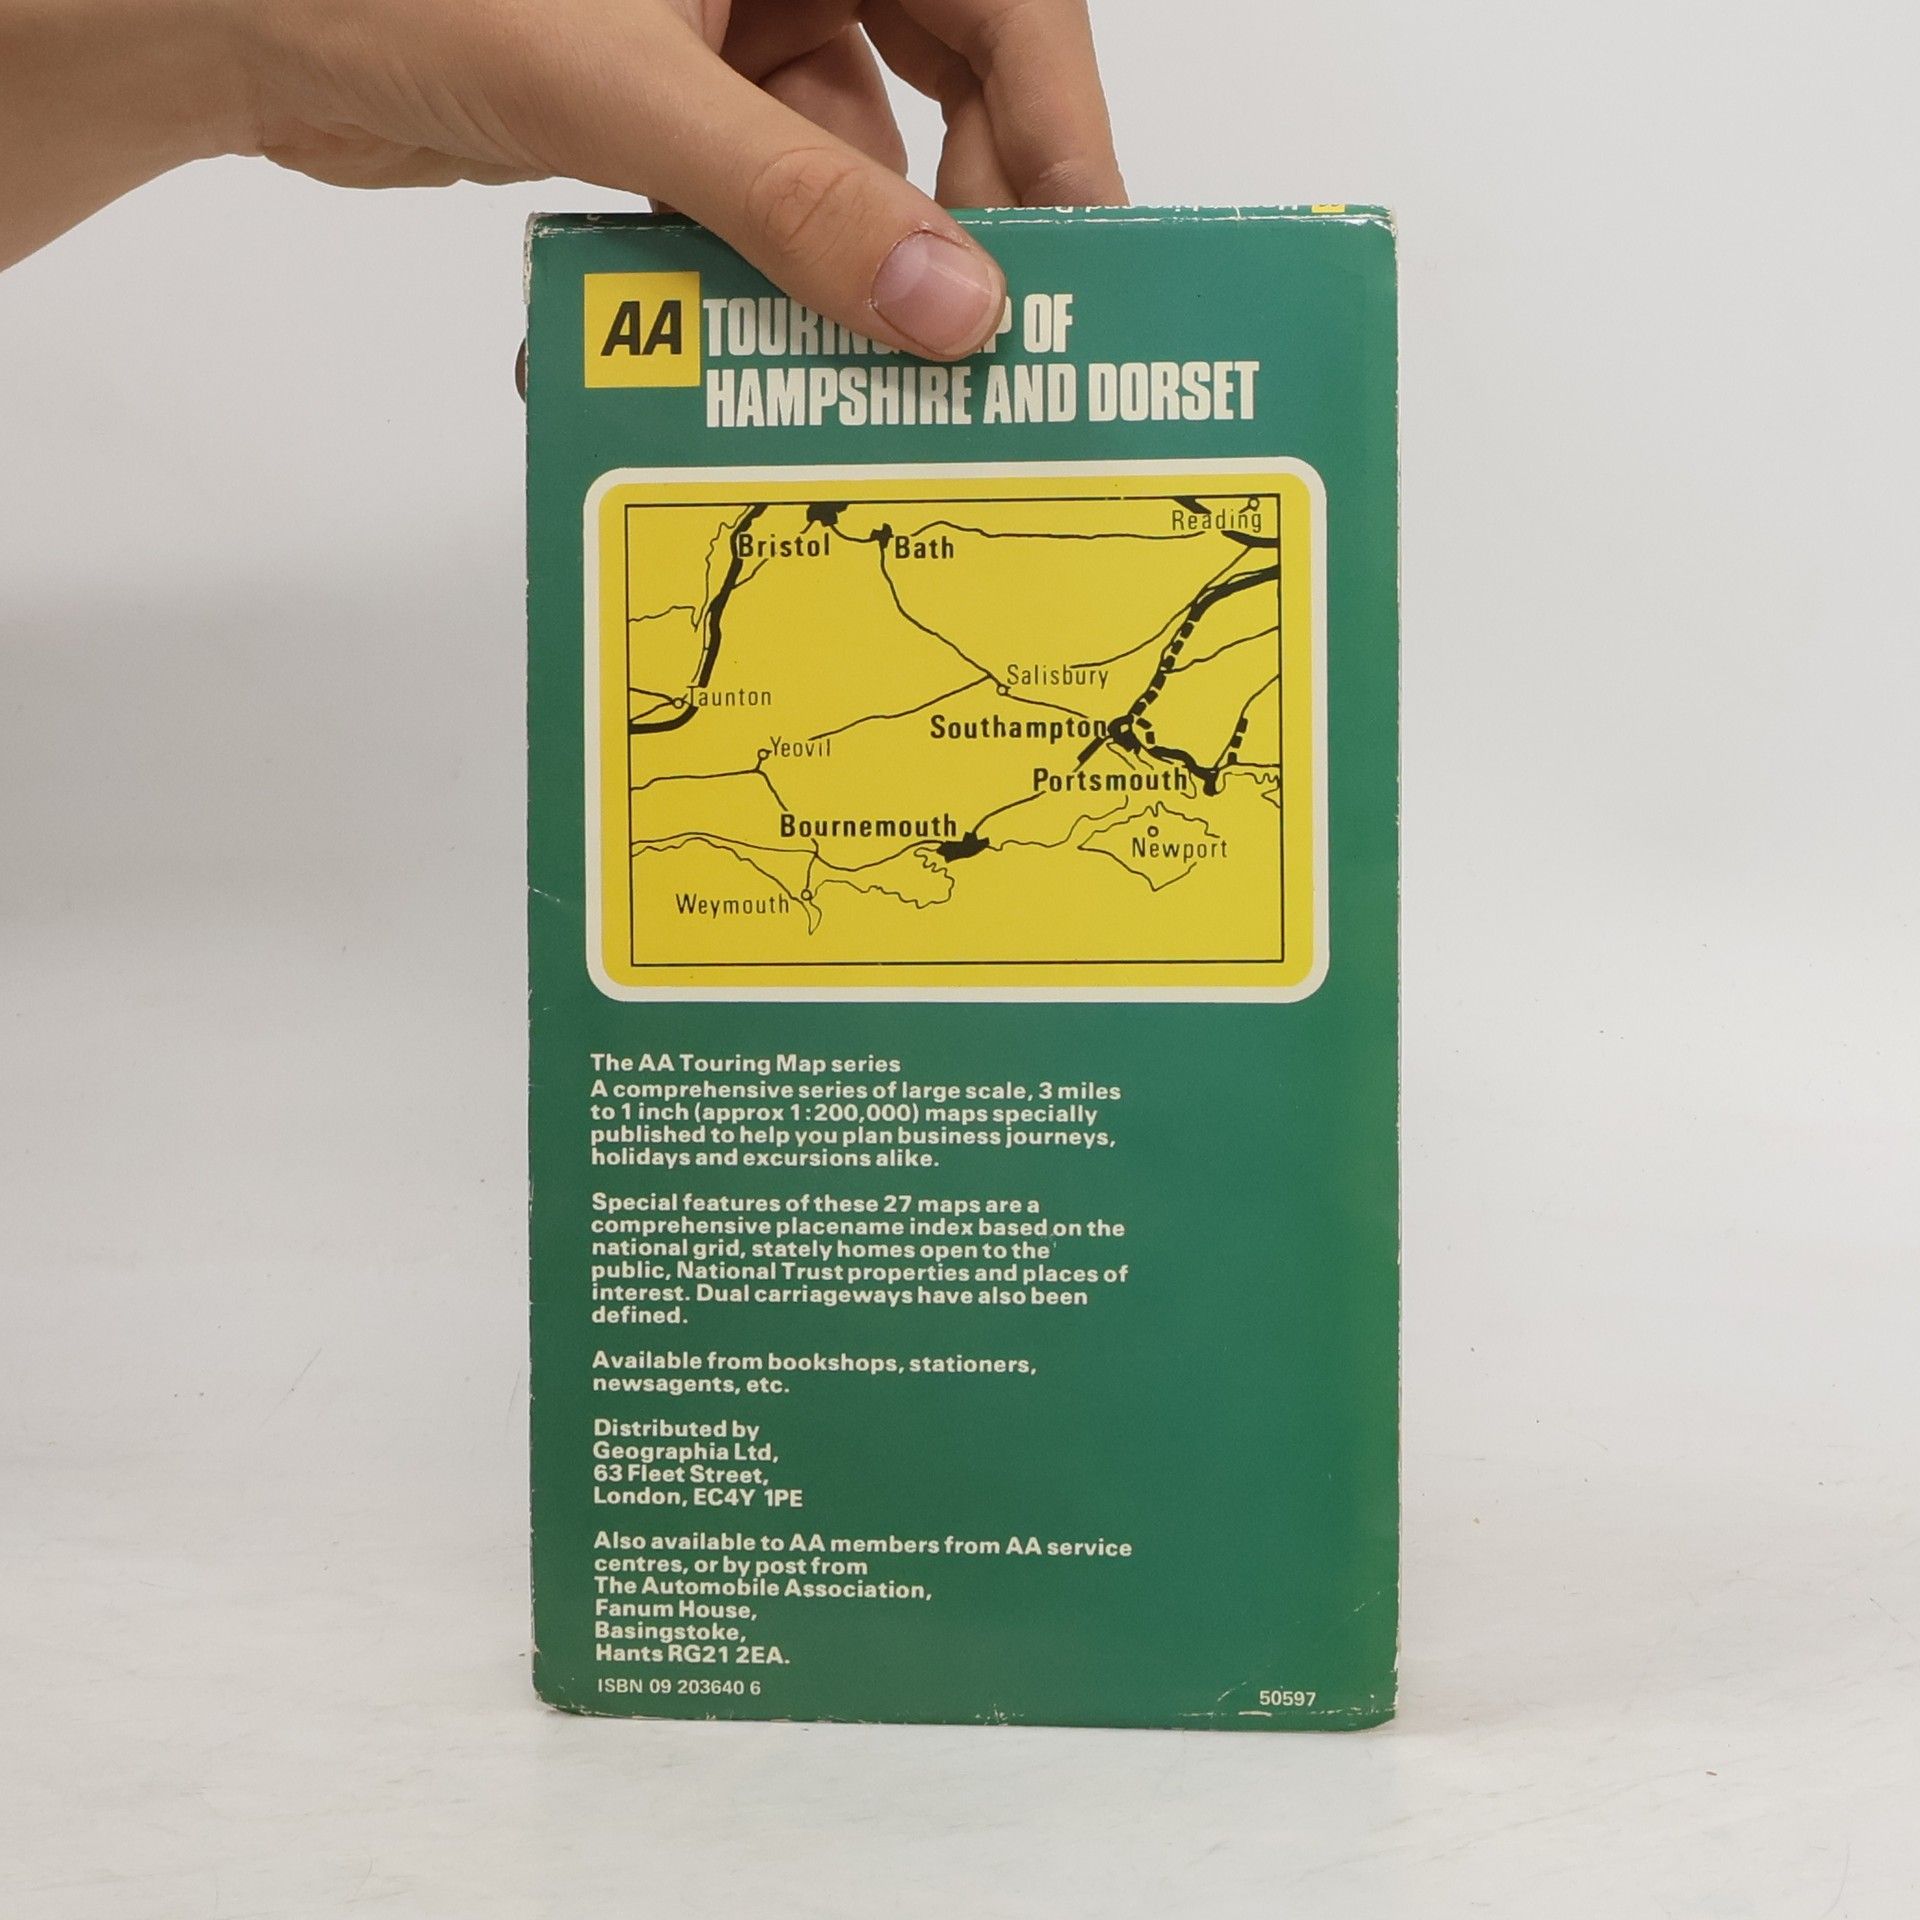 Hampshire and Dorset
AA
TOURING MAP OF
HAMPSHIRE AND DORSET
Reading
Bristol
Bath
Salisbury
Taunton
Southampton
Yeovil
Portsmouth
Bournemouth
Newport
Weymouth
The AA Touring Map series
A comprehensive series of large scale, 3 miles
to 1 inch (approx 1:200,000) maps specially
published to help you plan business journeys,
holidays and excursions alike.
Special features of these 27 maps are a
comprehensive placename index based on the
national grid, stately homes open to the
public, National Trust properties and places of
interest. Dual carriageways have also been
defined.
Available from bookshops, stationers,
newsagents, etc.
Distributed by
Geographia Ltd,
63 Fleet Street,
London, EC4Y 1PE
Also available to AA members from AA service
centres, or by post from
The Automobile Association,
Fanum House,
Basingstoke,
Hants RG21 2EA.
ISBN 09 203640 6
50597